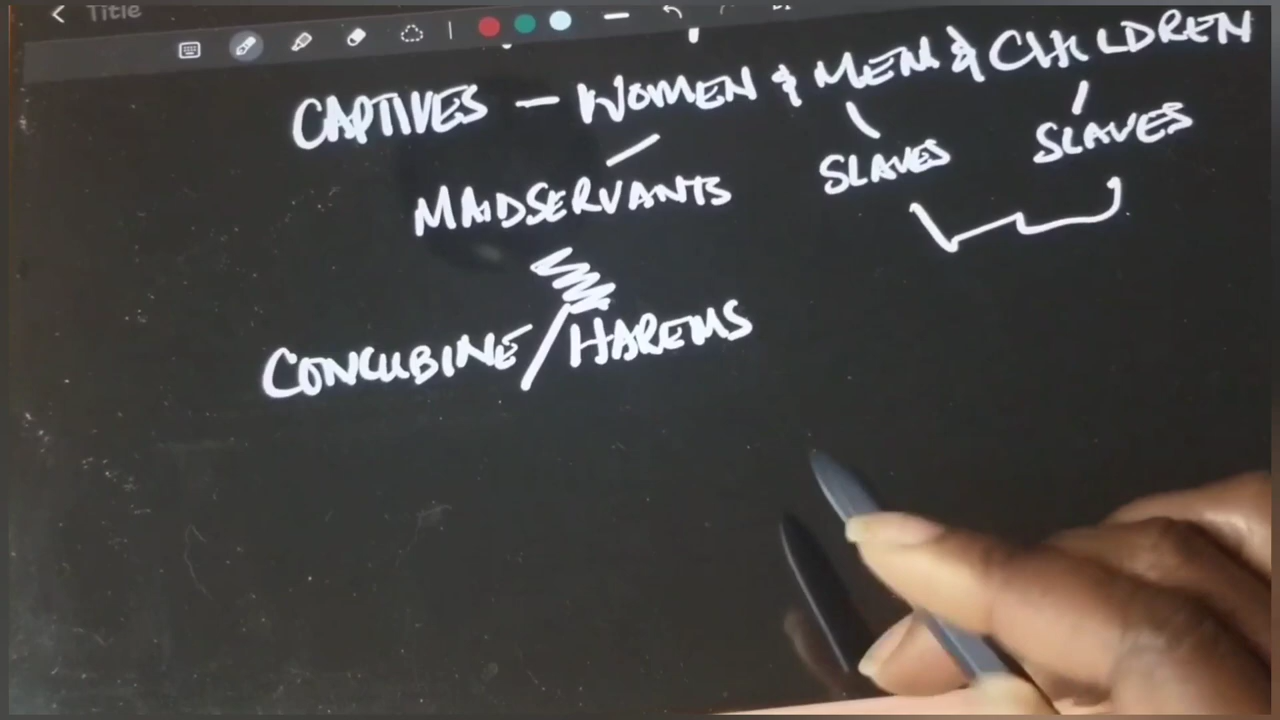 Title
CAPTIVES — WOMEN & MEN & CHILDREN
MAIDSERVANTS SLAVES SLAVES
CONCUBINE/HAREMS